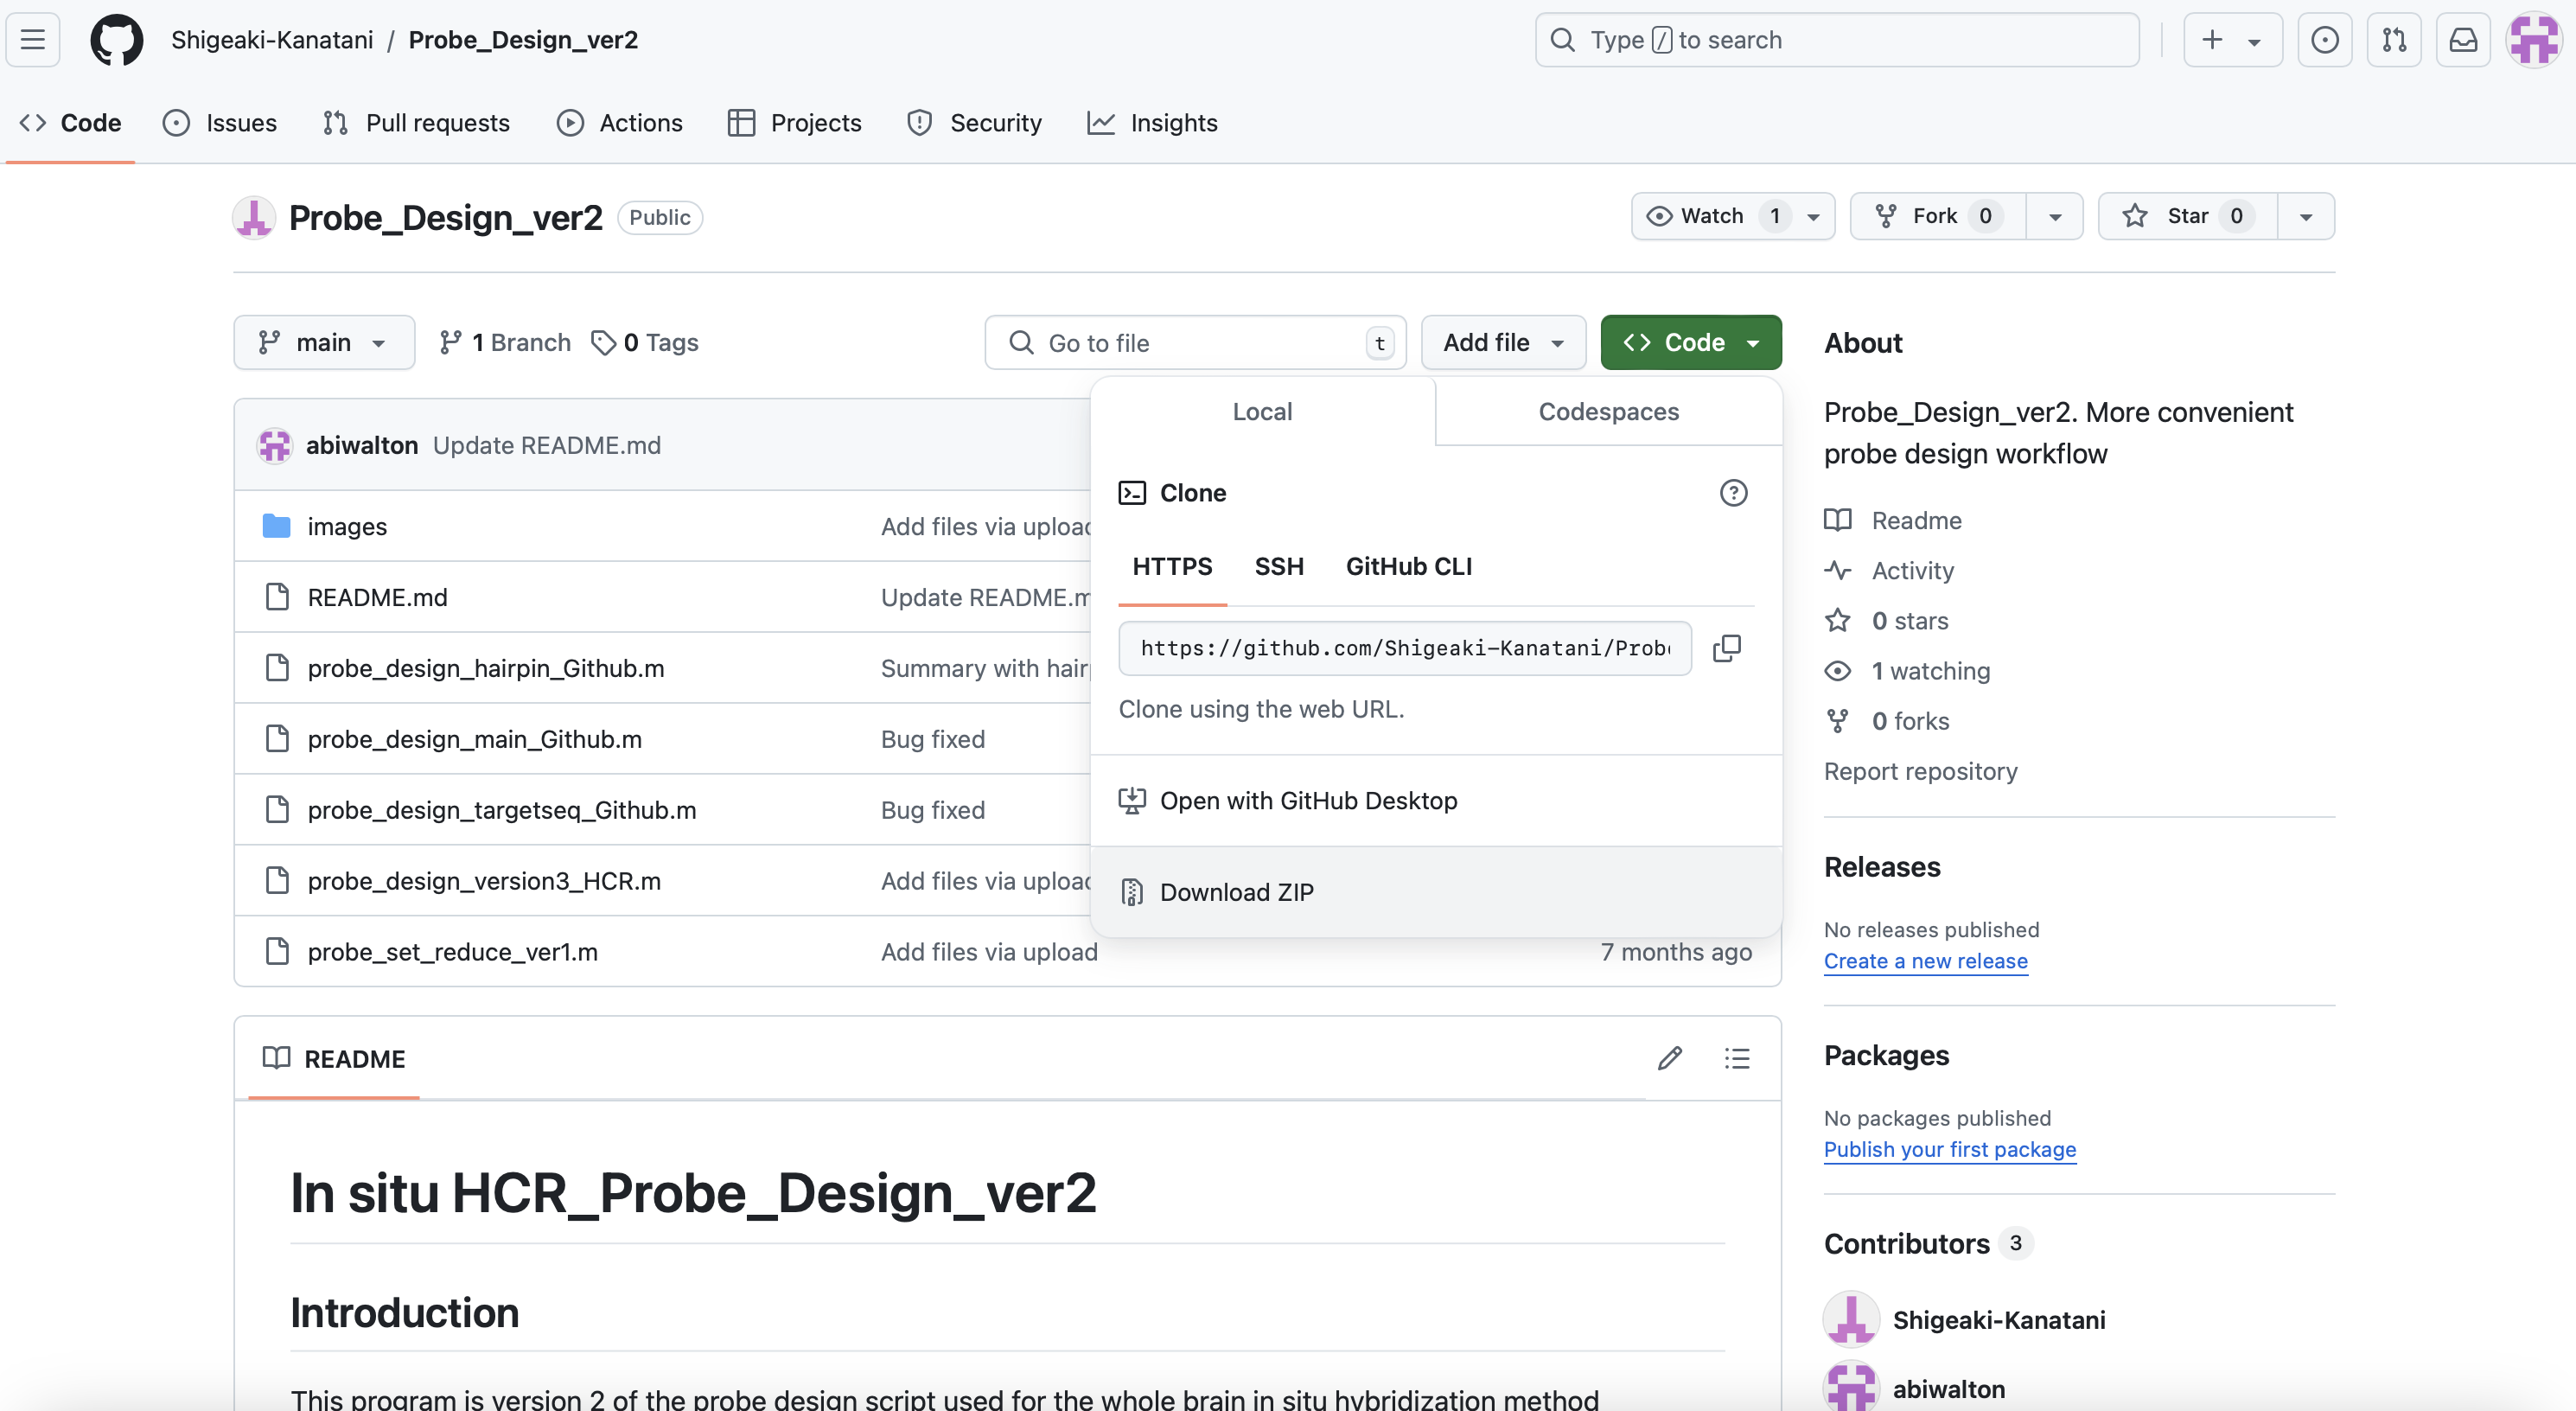 Shigeaki-Kanatani / Probe_Design_ver2
Type / to search
Code Issues Pull requests Actions Projects Security Insights
Probe_Design_ver2 Public
Watch 1 Fork 0 Star 0
main 1 Branch 0 Tags
Go to file t
Add file
Code
Local Codespaces
Clone
HTTPS SSH GitHub CLI
https://github.com/Shigeaki-Kanatani/Prob
Clone using the web URL.
Open with GitHub Desktop
Download ZIP
abiwalton Update README.md
images Add files via upload
README.md Update README.m
probe_design_hairpin_Github.m Summary with hair
probe_design_main_Github.m Bug fixed
probe_design_targetseq_Github.m Bug fixed
probe_design_version3_HCR.m Add files via upload
probe_set_reduce_ver1.m Add files via upload 7 months ago
README
In situ HCR_Probe_Design_ver2
Introduction
This program is version 2 of the probe design script used for the whole brain in situ hybridization method
About
Probe_Design_ver2. More convenient
probe design workflow
Readme
Activity
0 stars
1 watching
0 forks
Report repository
Releases
No releases published
Create a new release
Packages
No packages published
Publish your first package
Contributors 3
Shigeaki-Kanatani
abiwalton